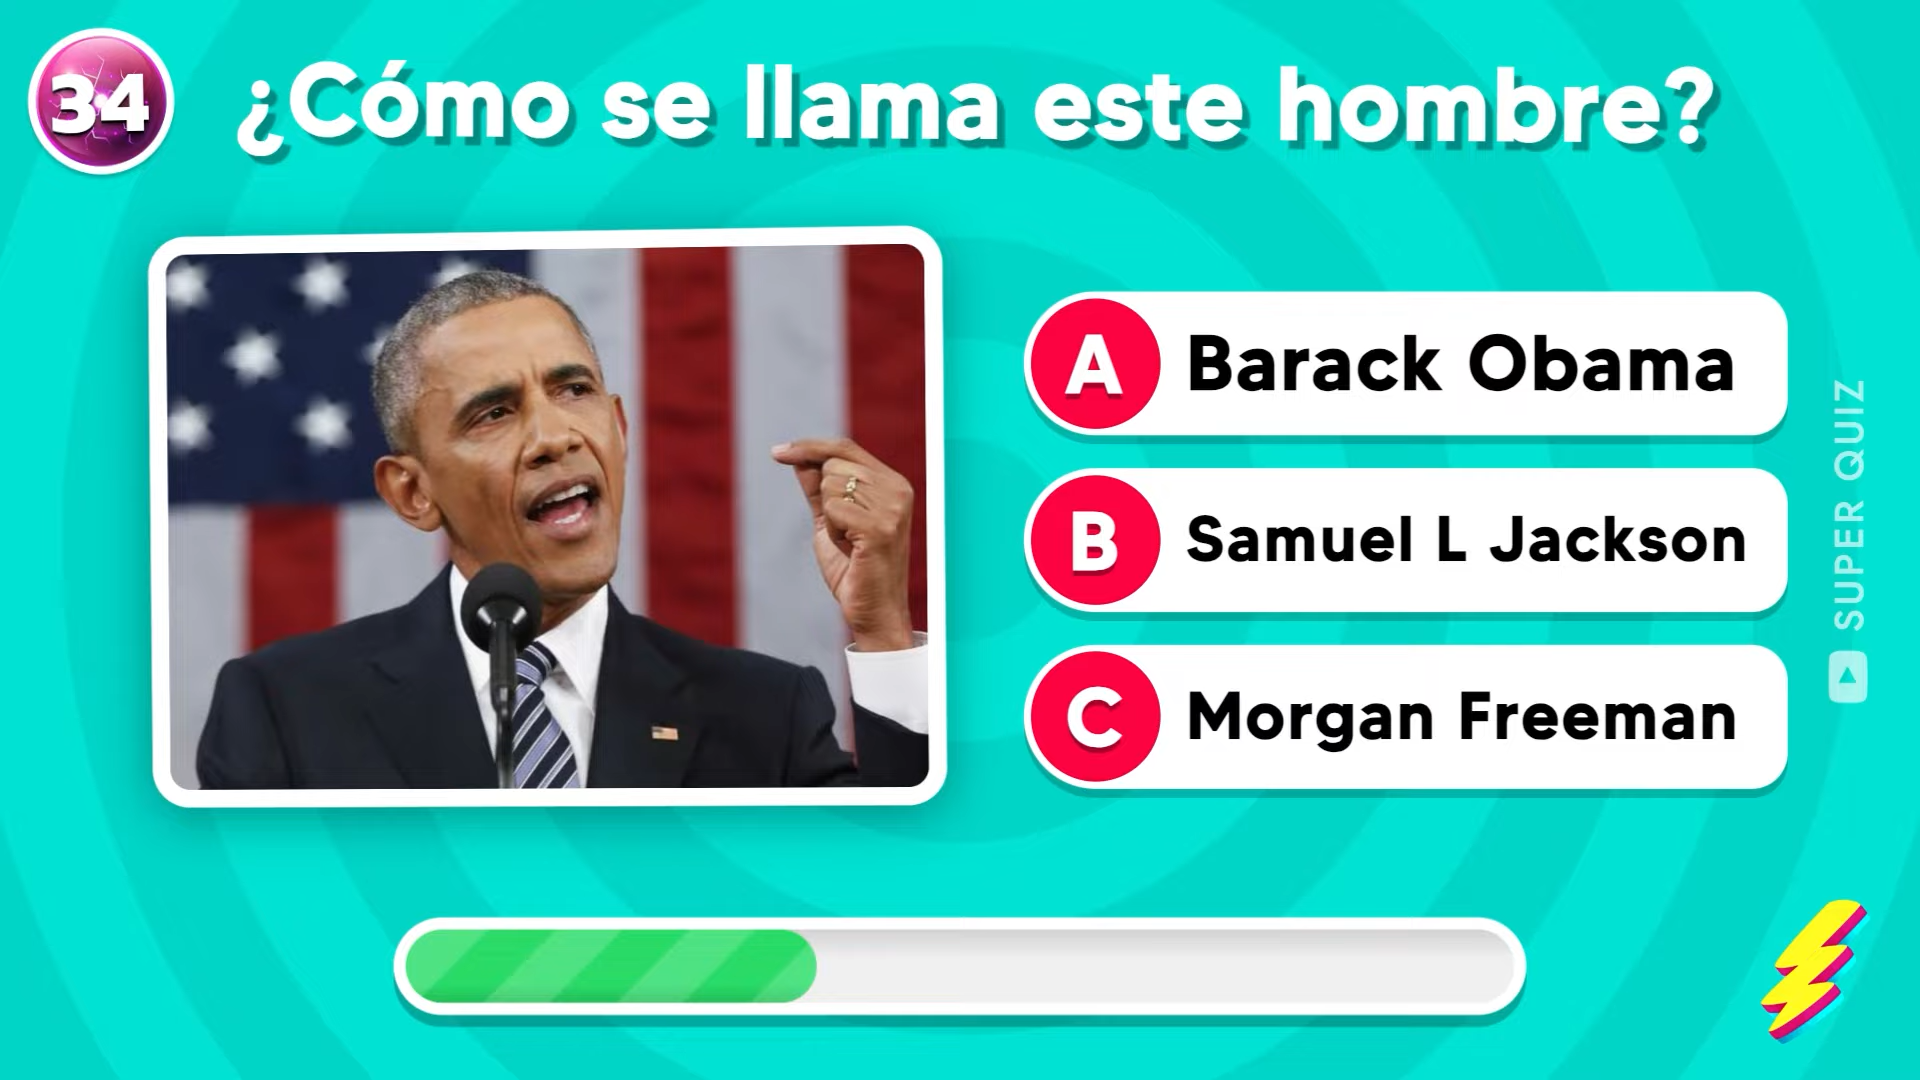 34
¿Cómo se llama este hombre?
A Barack Obama
B Samuel L Jackson
C Morgan Freeman
SUPER QUIZ